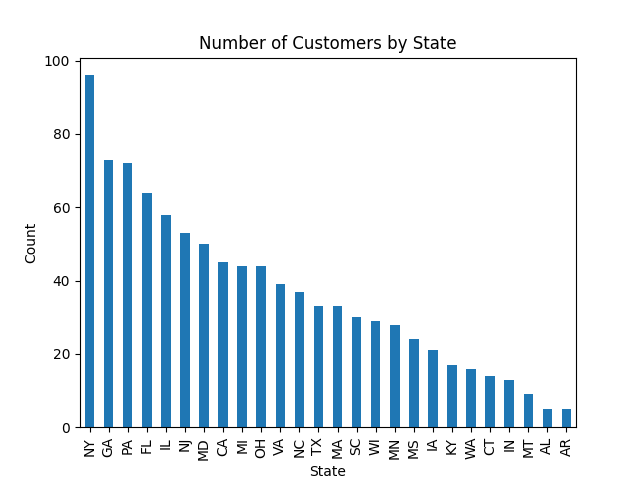 Number of Customers by State
100
80
60
40
20
0
Count
NY GA PA FL IL NJ MD CA MI OH VA NC TX MA SC WI MN MS IA KY WA CT IN MT AL AR
State